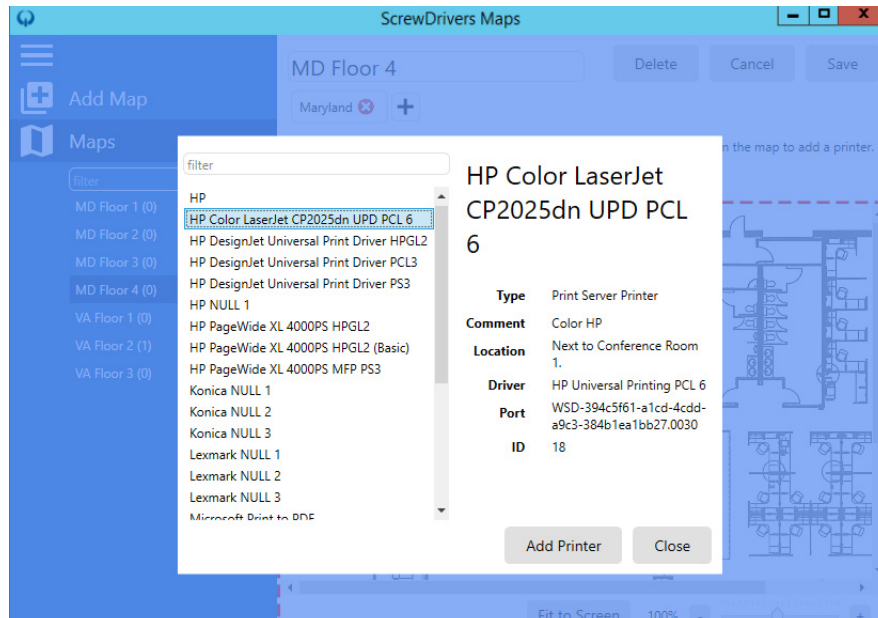 ScrewDrivers Maps
MD Floor 4
Delete
Cancel
Save
Add Map
Maryland
Maps
n the map to add a printer.
filter
MD Floor 1 (0)
MD Floor 2 (0)
MD Floor 3 (0)
MD Floor 4 (0)
VA Floor 1 (0)
VA Floor 2 (1)
VA Floor 3 (0)
filter
HP
HP Color LaserJet CP2025dn UPD PCL 6
HP DesignJet Universal Print Driver HPGL2
HP DesignJet Universal Print Driver PCL3
HP DesignJet Universal Print Driver PS3
HP NULL 1
HP PageWide XL 4000PS HPGL2
HP PageWide XL 4000PS HPGL2 (Basic)
HP PageWide XL 4000PS MFP PS3
Konica NULL 1
Konica NULL 2
Konica NULL 3
Lexmark NULL 1
Lexmark NULL 2
Lexmark NULL 3
Microsoft Print to PDF
HP Color LaserJet
CP2025dn UPD PCL
6
Type Print Server Printer
Comment Color HP
Location Next to Conference Room
1.
Driver HP Universal Printing PCL 6
Port WSD-394c5f61-a1cd-4cdd-
a9c3-384b1ea1bb27.0030
ID 18
Add Printer
Close
Fit to Screen
100%